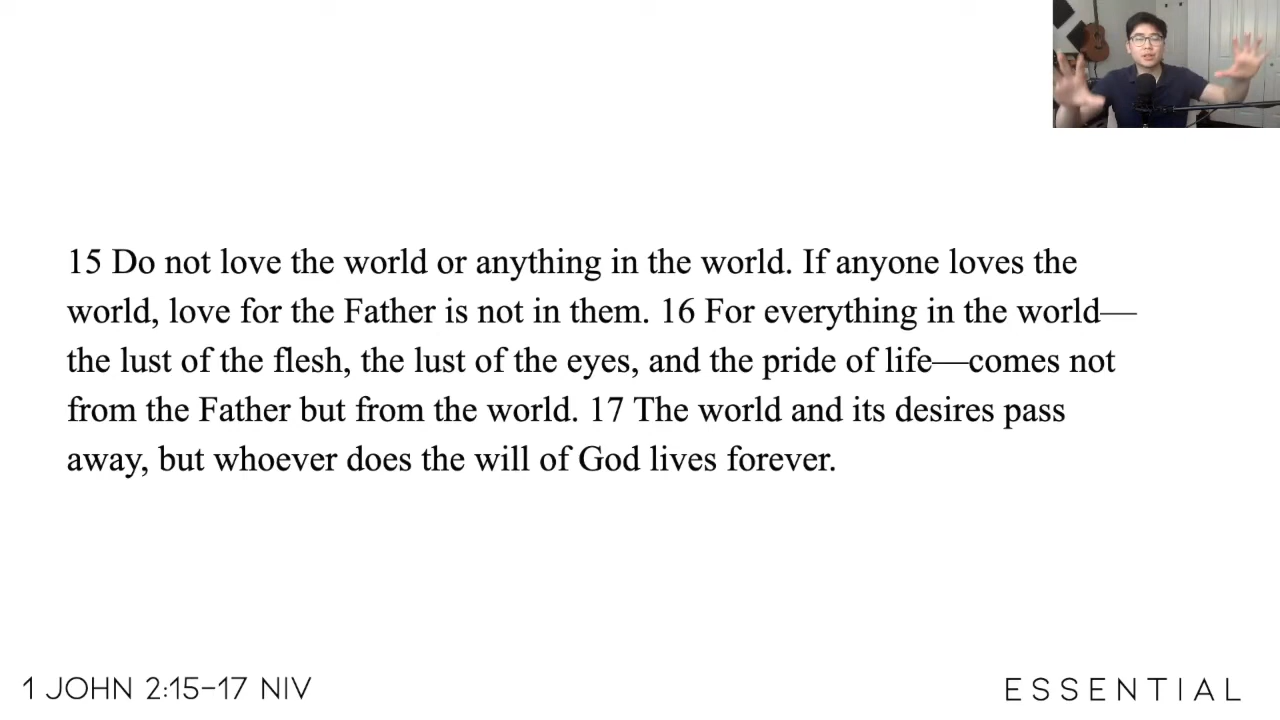 15 Do not love the world or anything in the world. If anyone loves the
world, love for the Father is not in them. 16 For everything in the world—
the lust of the flesh, the lust of the eyes, and the pride of life—comes not
from the Father but from the world. 17 The world and its desires pass
away, but whoever does the will of God lives forever.
1 JOHN 2:15-17 NIV
ESSENTIAL